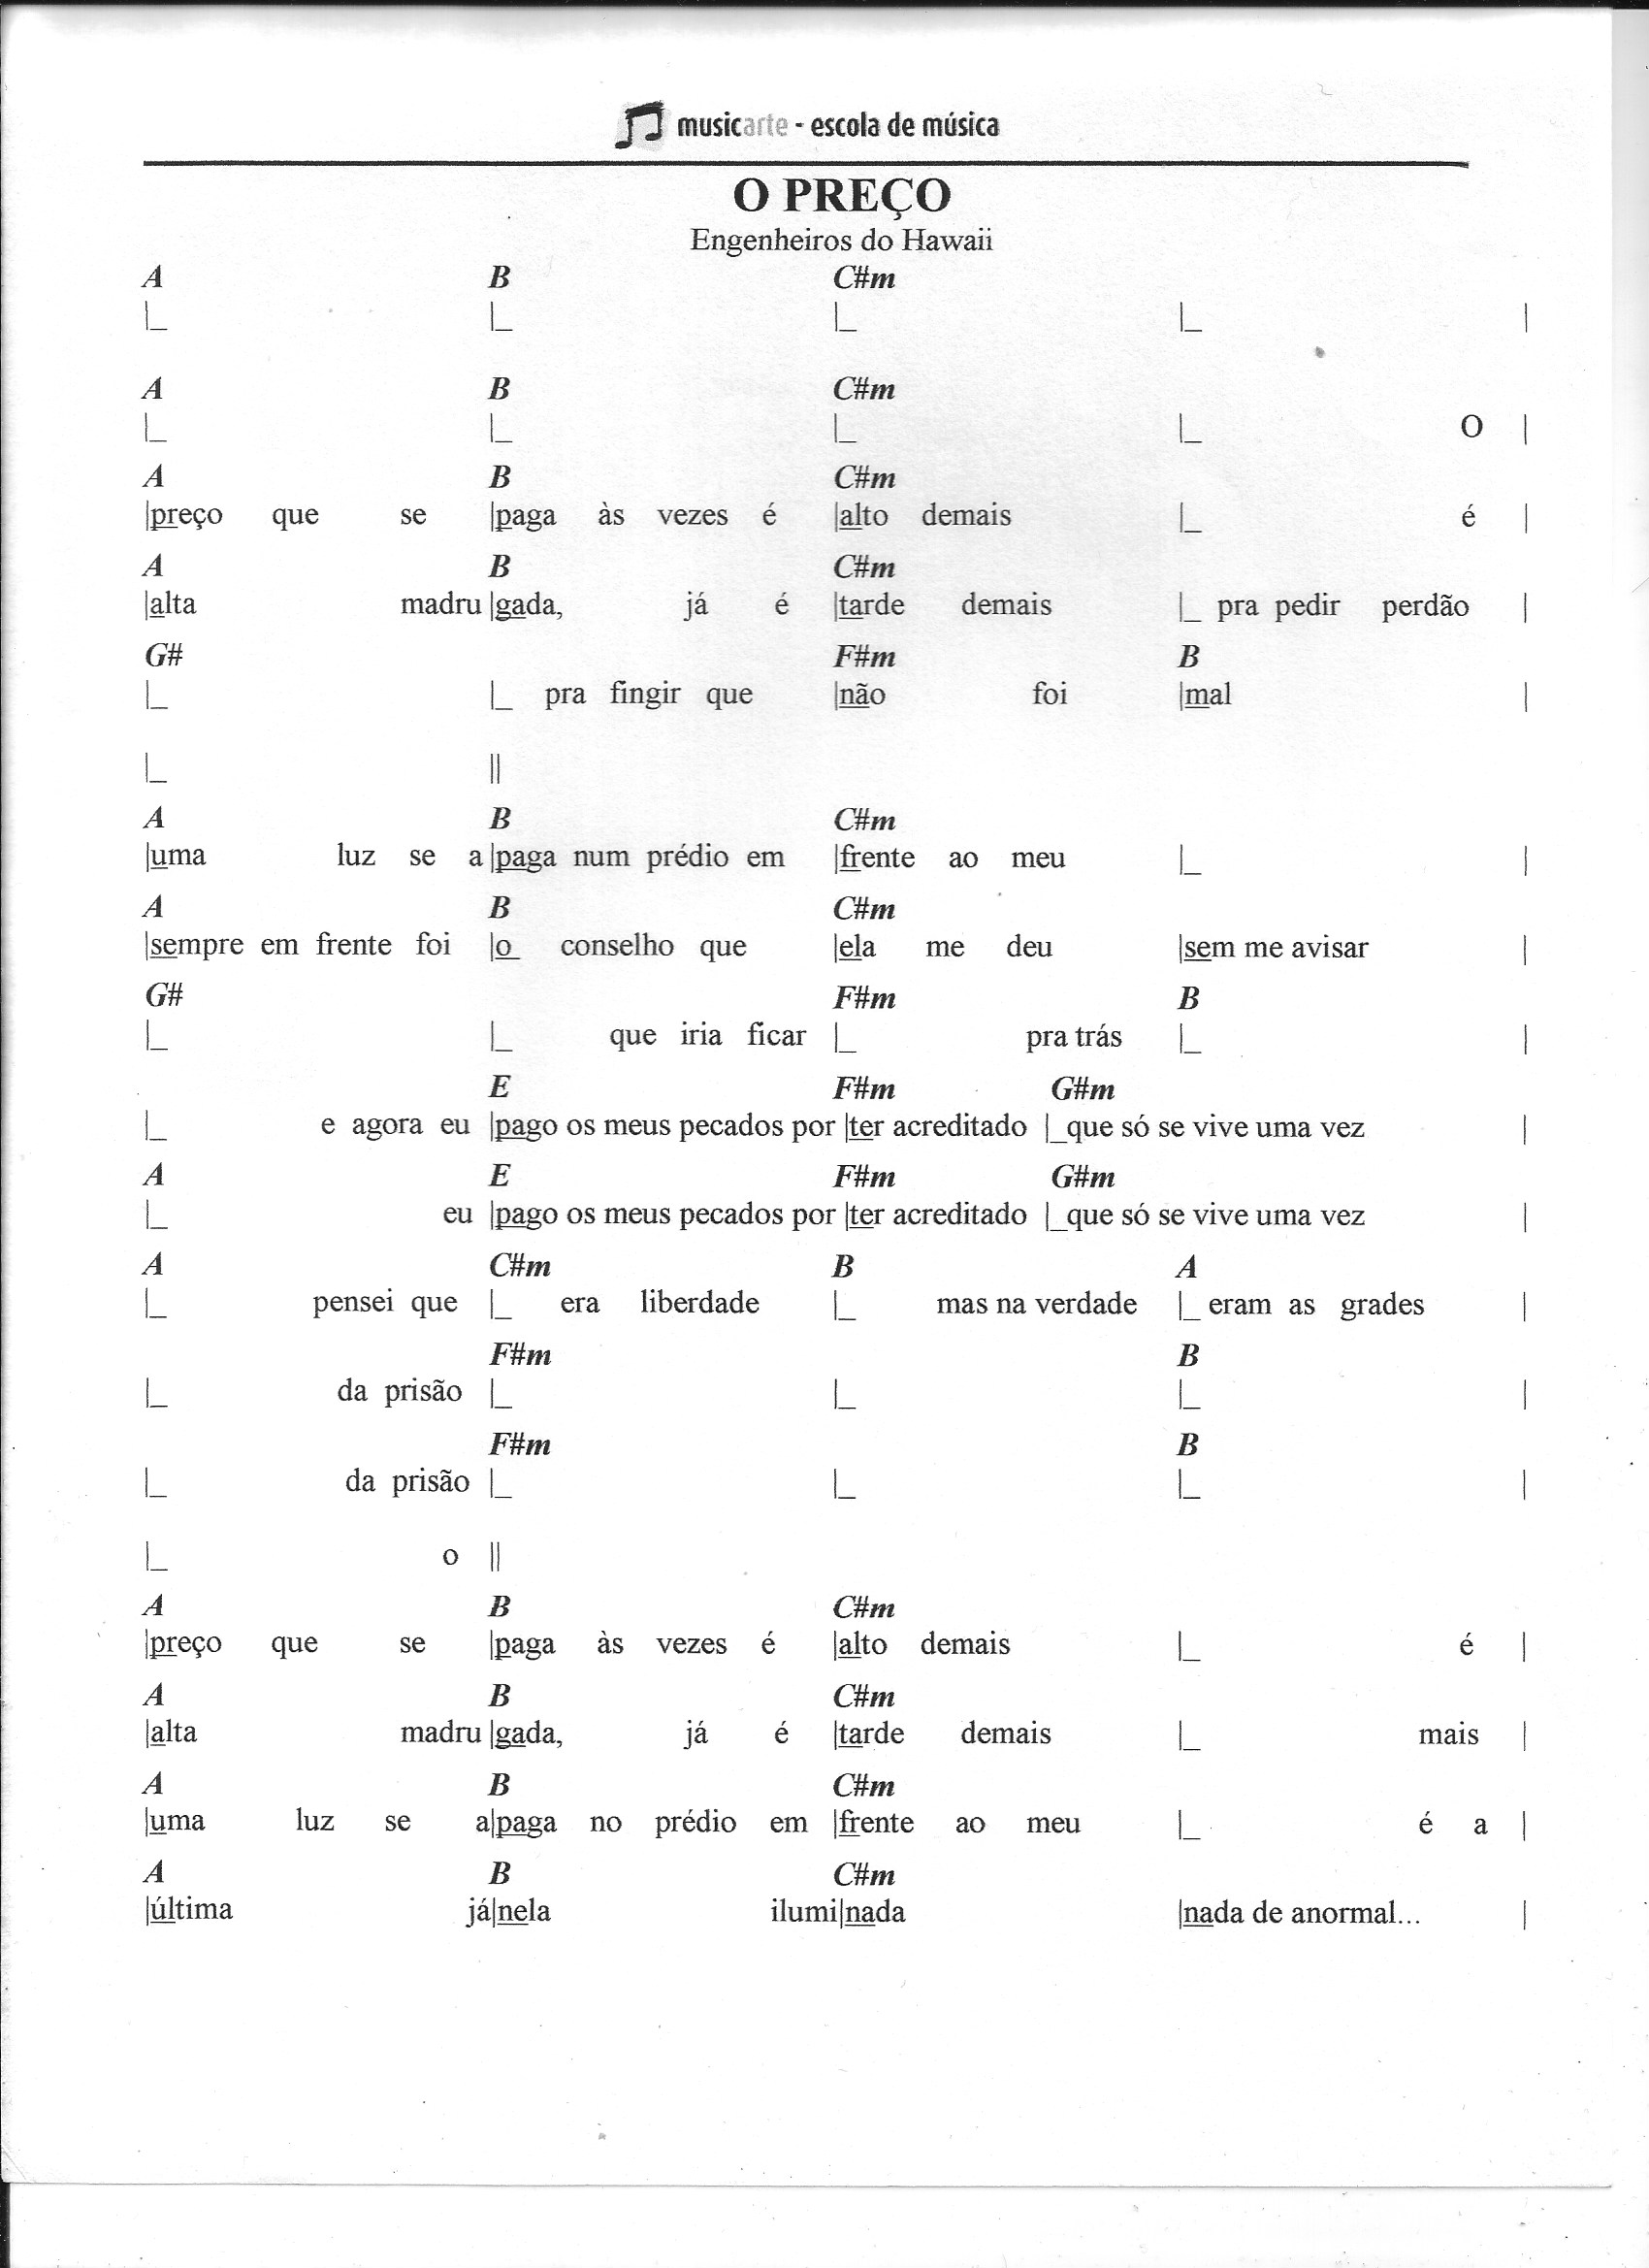 musicarte - escola de música
O PREÇO
Engenheiros do Hawaii
A B C#m
|_ |_ |_ |_ |
A B C#m
|_ |_ |_ |_ O |
A B C#m
|preço que se |paga às vezes é |alto demais |_ é |
A B C#m
|alta madru |gada, já é |tarde demais |_ pra pedir perdão |
G# F#m B
|_ |_ pra fingir que |não foi |mal |
|_ ||
A B C#m
|uma luz se a |paga num prédio em |frente ao meu |_ |
A B C#m
|sempre em frente foi |o conselho que |ela me deu |sem me avisar |
G# F#m B
|_ |_ que iria ficar |_ pra trás |_ |
E F#m G#m
|_ e agora eu |pago os meus pecados por |ter acreditado |_que só se vive uma vez |
A E F#m G#m
|_ eu |pago os meus pecados por |ter acreditado |_que só se vive uma vez |
A C#m B A
|_ pensei que |_ era liberdade |_ mas na verdade |_ eram as grades |
F#m B
|_ da prisão |_ |_ |_ |
F#m B
|_ da prisão |_ |_ |_ |
|_ o ||
A B C#m
|preço que se |paga às vezes é |alto demais |_ é |
A B C#m
|alta madru |gada, já é |tarde demais |_ mais |
A B C#m
|uma luz se a|paga no prédio em |frente ao meu |_ é a |
A B C#m
|última já|nela ilumi|nada |nada de anormal... |